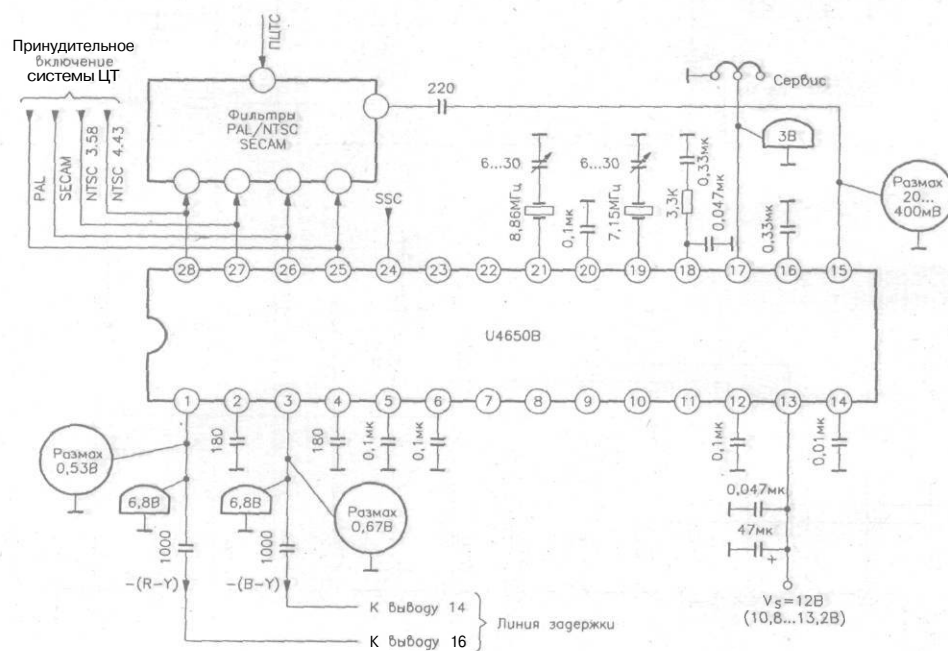 Принудительное
включение
системы ЦТ
ПЦТС
Фильтры
PAL/NTSC
SECAM
PAL
SECAM
NTSC 3.58
NTSC 4.43
SSC
220
6...30
8,86МГц
0,1мк
6...30
7,15МГц
0,33мк
3,3К
0,047мк
Сервис
3В
0,33мк
Размах
20...
400мВ
28
27
26
25
24
23
22
21
20
19
18
17
16
15
U4650B
1
2
3
4
5
6
7
8
9
10
11
12
13
14
Размах
0,53В
180
180
0,1мк
0,1мк
0,1мк
0,01мк
6,8В
6,8В
Размах
0,67В
1000
1000
0,047мк
47мк
+
-(R-Y)
-(B-Y)
К выводу 14
К выводу 16
Линия задержки
Vs=12В
(10,8...13,2В)